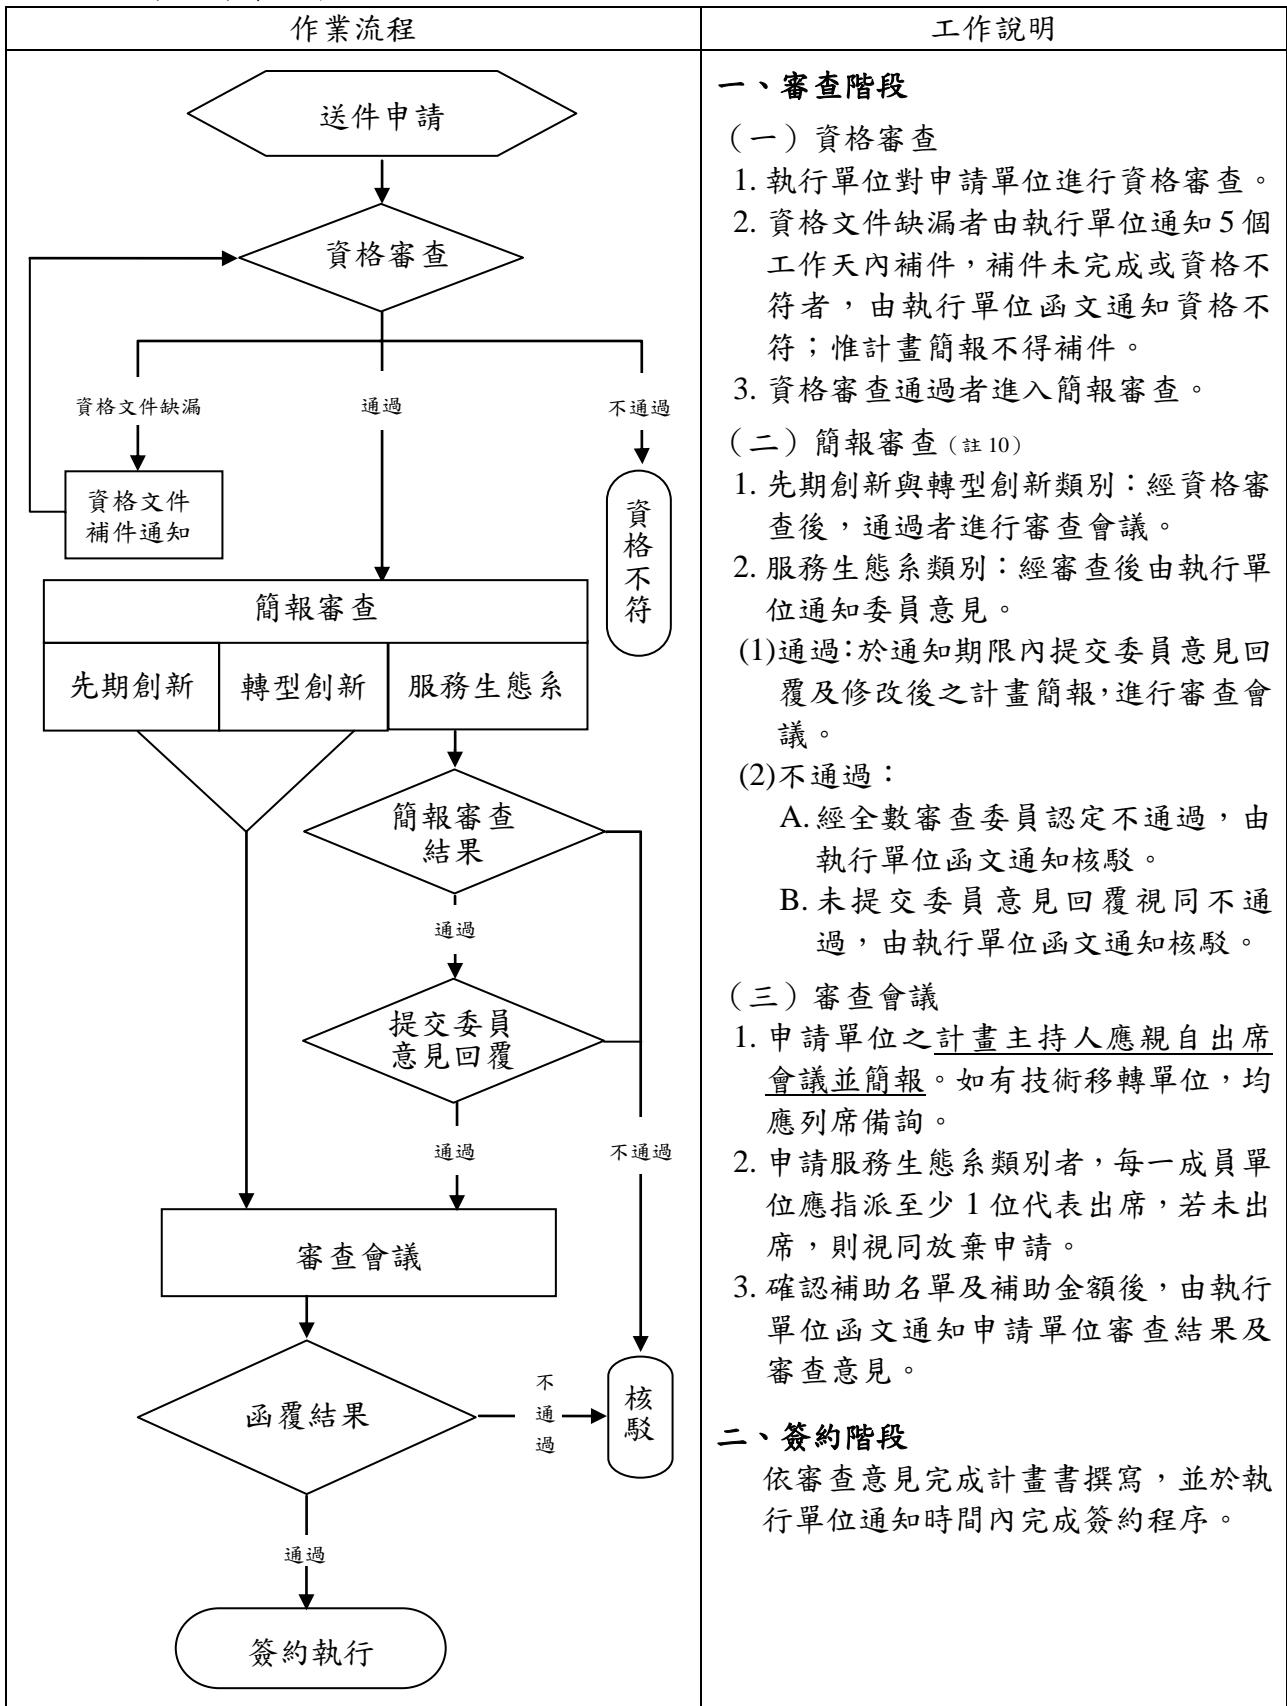 作業流程
工作說明
送件申請
資格審查
資格文件缺漏
通過
不通過
資格文件
補件通知
資格不符
簡報審查
先期創新
轉型創新
服務生態系
簡報審查
結果
通過
提交委員
意見回覆
通過
不通過
審查會議
函覆結果
不通過
核駁
通過
簽約執行
一、審查階段
（一）資格審查
1. 執行單位對申請單位進行資格審查。
2. 資格文件缺漏者由執行單位通知 5 個
工作天內補件，補件未完成或資格不
符者，由執行單位函文通知資格不
符；惟計畫簡報不得補件。
3. 資格審查通過者進入簡報審查。
（二）簡報審查（註 10）
1. 先期創新與轉型創新類別：經資格審
查後，通過者進行審查會議。
2. 服務生態系類別：經審查後由執行單
位通知委員意見。
(1)通過：於通知期限內提交委員意見回
覆及修改後之計畫簡報，進行審查會
議。
(2)不通過：
A. 經全數審查委員認定不通過，由
執行單位函文通知核駁。
B. 未提交委員意見回覆視同不通
過，由執行單位函文通知核駁。
（三）審查會議
1. 申請單位之計畫主持人應親自出席
會議並簡報。如有技術移轉單位，均
應列席備詢。
2. 申請服務生態系類別者，每一成員單
位應指派至少 1 位代表出席，若未出
席，則視同放棄申請。
3. 確認補助名單及補助金額後，由執行
單位函文通知申請單位審查結果及
審查意見。
二、簽約階段
依審查意見完成計畫書撰寫，並於執
行單位通知時間內完成簽約程序。